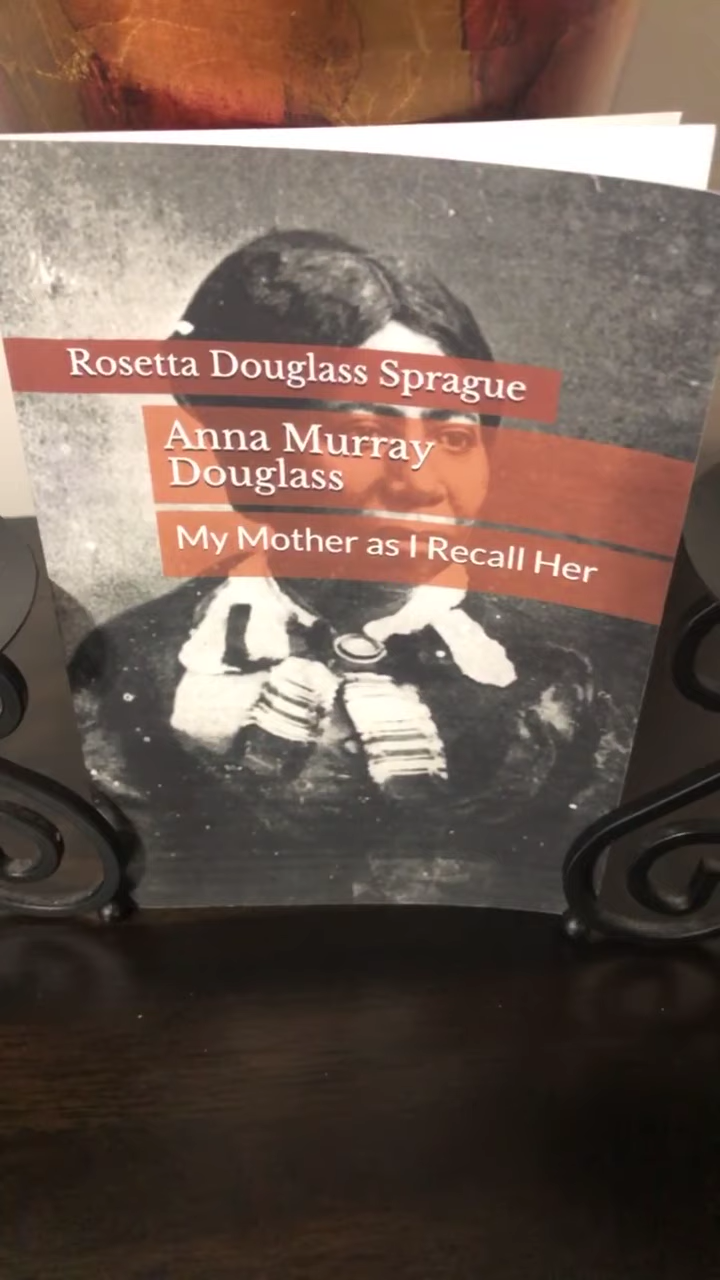 Rosetta Douglass Sprague
Anna Murray
Douglass
My Mother as I Recall Her